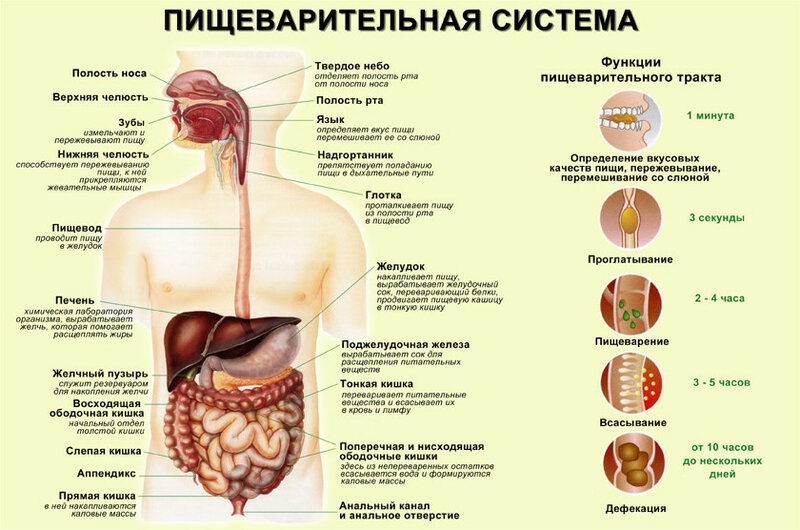 ПИЩЕВАРИТЕЛЬНАЯ СИСТЕМА
Полость носа
Верхняя челюсть
Зубы
измельчают и
пережевывают пищу
Нижняя челюсть
способствует пережевыванию
пищи, к ней
прикрепляются
жевательные мышцы
Пищевод
проводит пищу
в желудок
Печень
химическая лаборатория
организма, вырабатывает
желчь, которая помогает
расщеплять жиры
Желчный пузырь
служит резервуаром
для накопления желчи
Восходящая
ободочная кишка
начальный отдел
толстой кишки
Слепая кишка
Аппендикс
Прямая кишка
в ней накапливаются
каловые массы
Твердое небо
отделяет полость рта
от полости носа
Полость рта
Язык
определяет вкус пищи
перемешивает ее со слюной
Надгортанник
препятствует попаданию
пищи в дыхательные пути
Глотка
проталкивает пищу
из полости рта
в пищевод
Желудок
накапливает пищу,
вырабатывает желудочный
сок, переваривающий белки,
продвигает пищевую кашицу
в тонкую кишку
Поджелудочная железа
вырабатывает сок для
расщепления питательных
веществ
Тонкая кишка
переваривает питательные
вещества и всасывает их
в кровь и лимфу
Поперечная и нисходящая
ободочные кишки
здесь из непереваренных остатков
всасывается вода и формируются
каловые массы
Анальный канал
и анальное отверстие
Функции
пищеварительного тракта
1 минута
Определение вкусовых
качеств пищи, пережевывание,
перемешивание со слюной
3 секунды
Проглатывание
2 - 4 часа
Пищеварение
3 - 5 часов
Всасывание
от 10 часов
до нескольких
дней
Дефекация